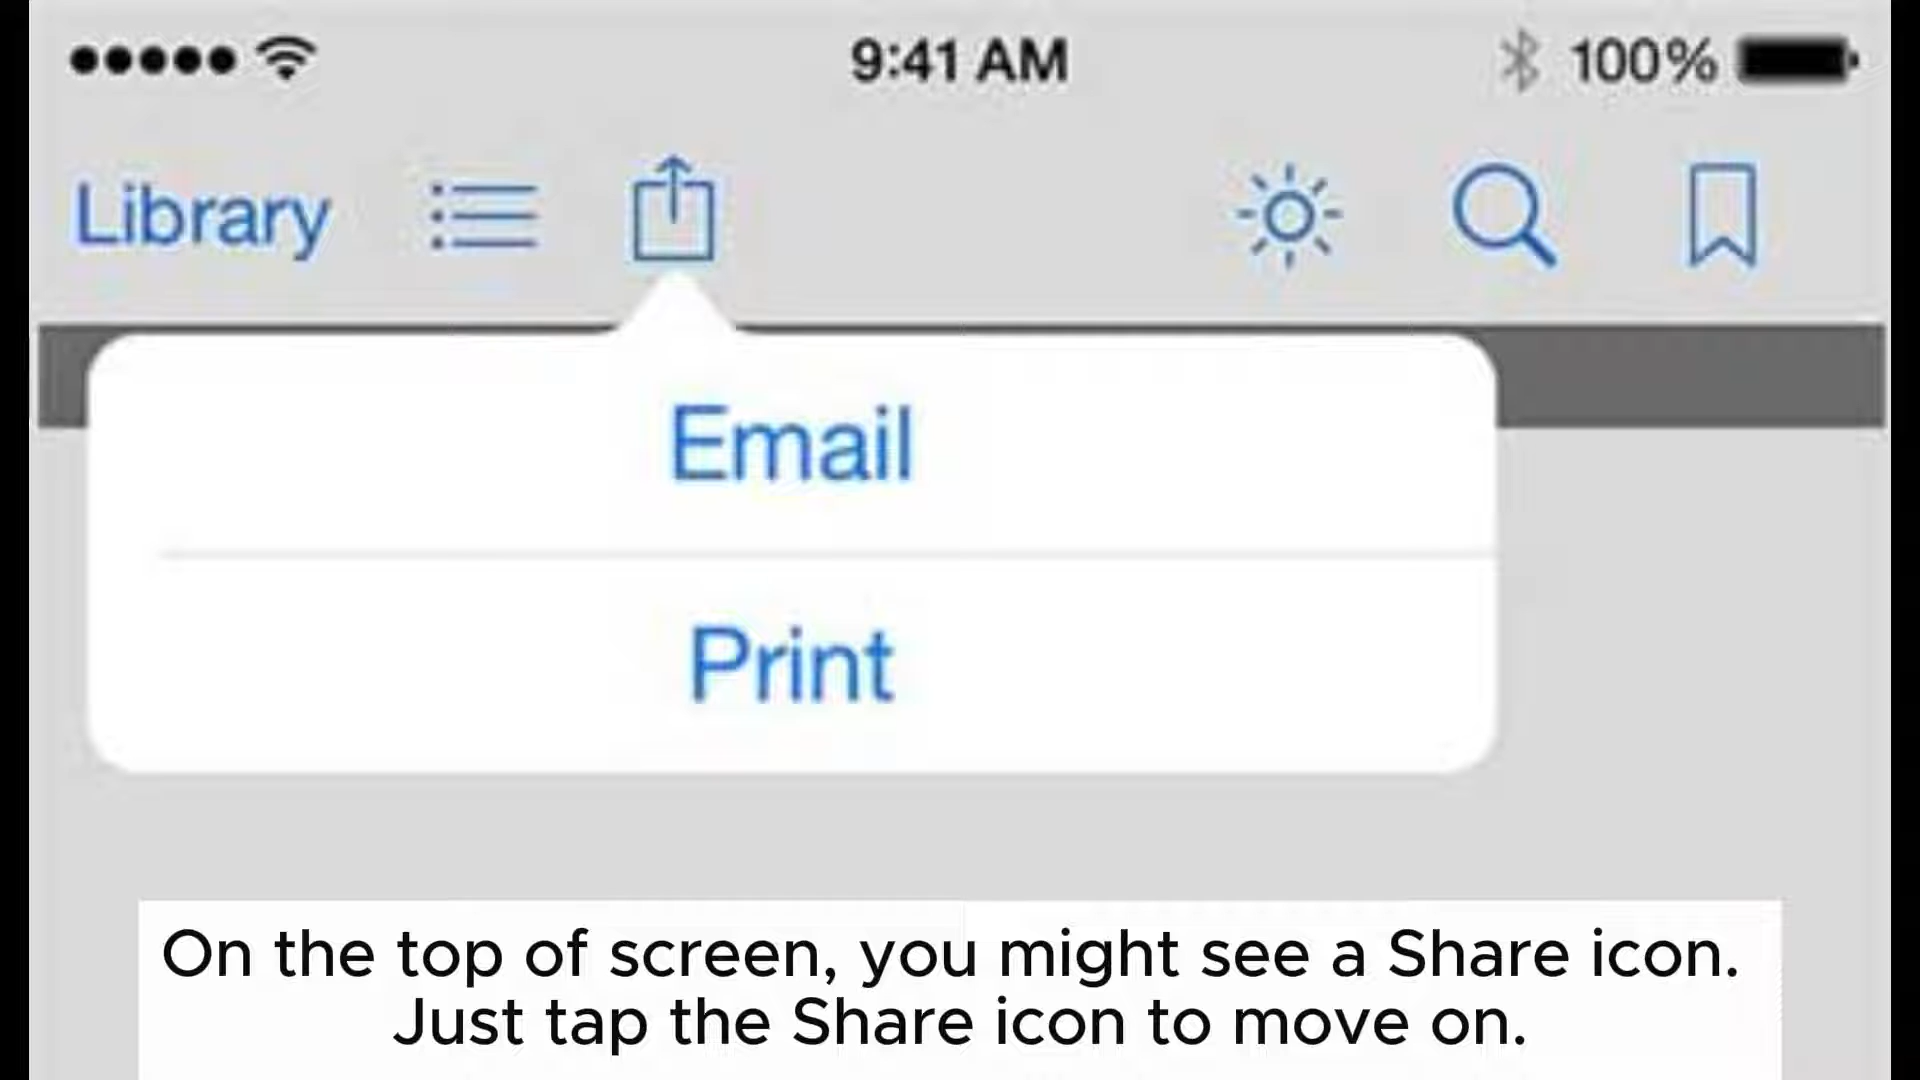 9:41 AM
100%
Library
Email
Print
On the top of screen, you might see a Share icon.
Just tap the Share icon to move on.